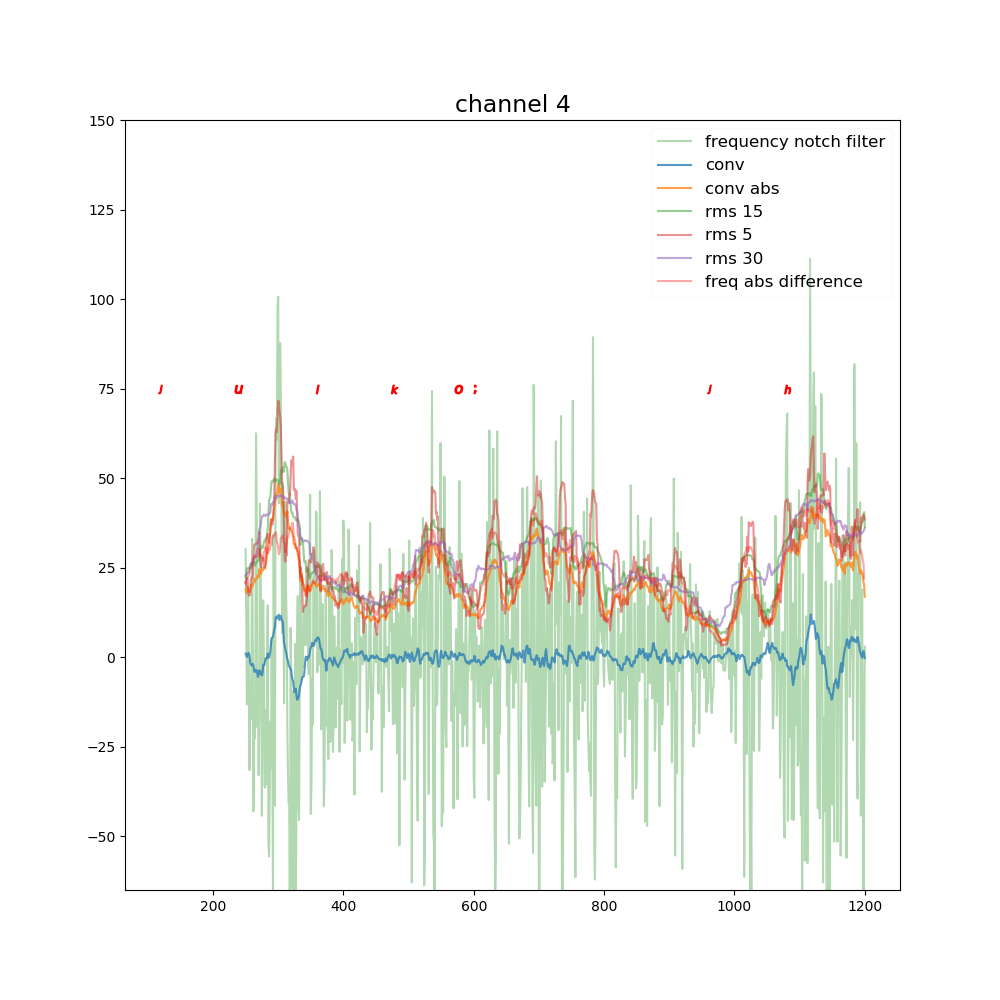 channel 4
150
125
100
75
50
25
0
−25
−50
frequency notch filter
conv
conv abs
rms 15
rms 5
rms 30
freq abs difference
j u l k o ; j h
200 400 600 800 1000 1200